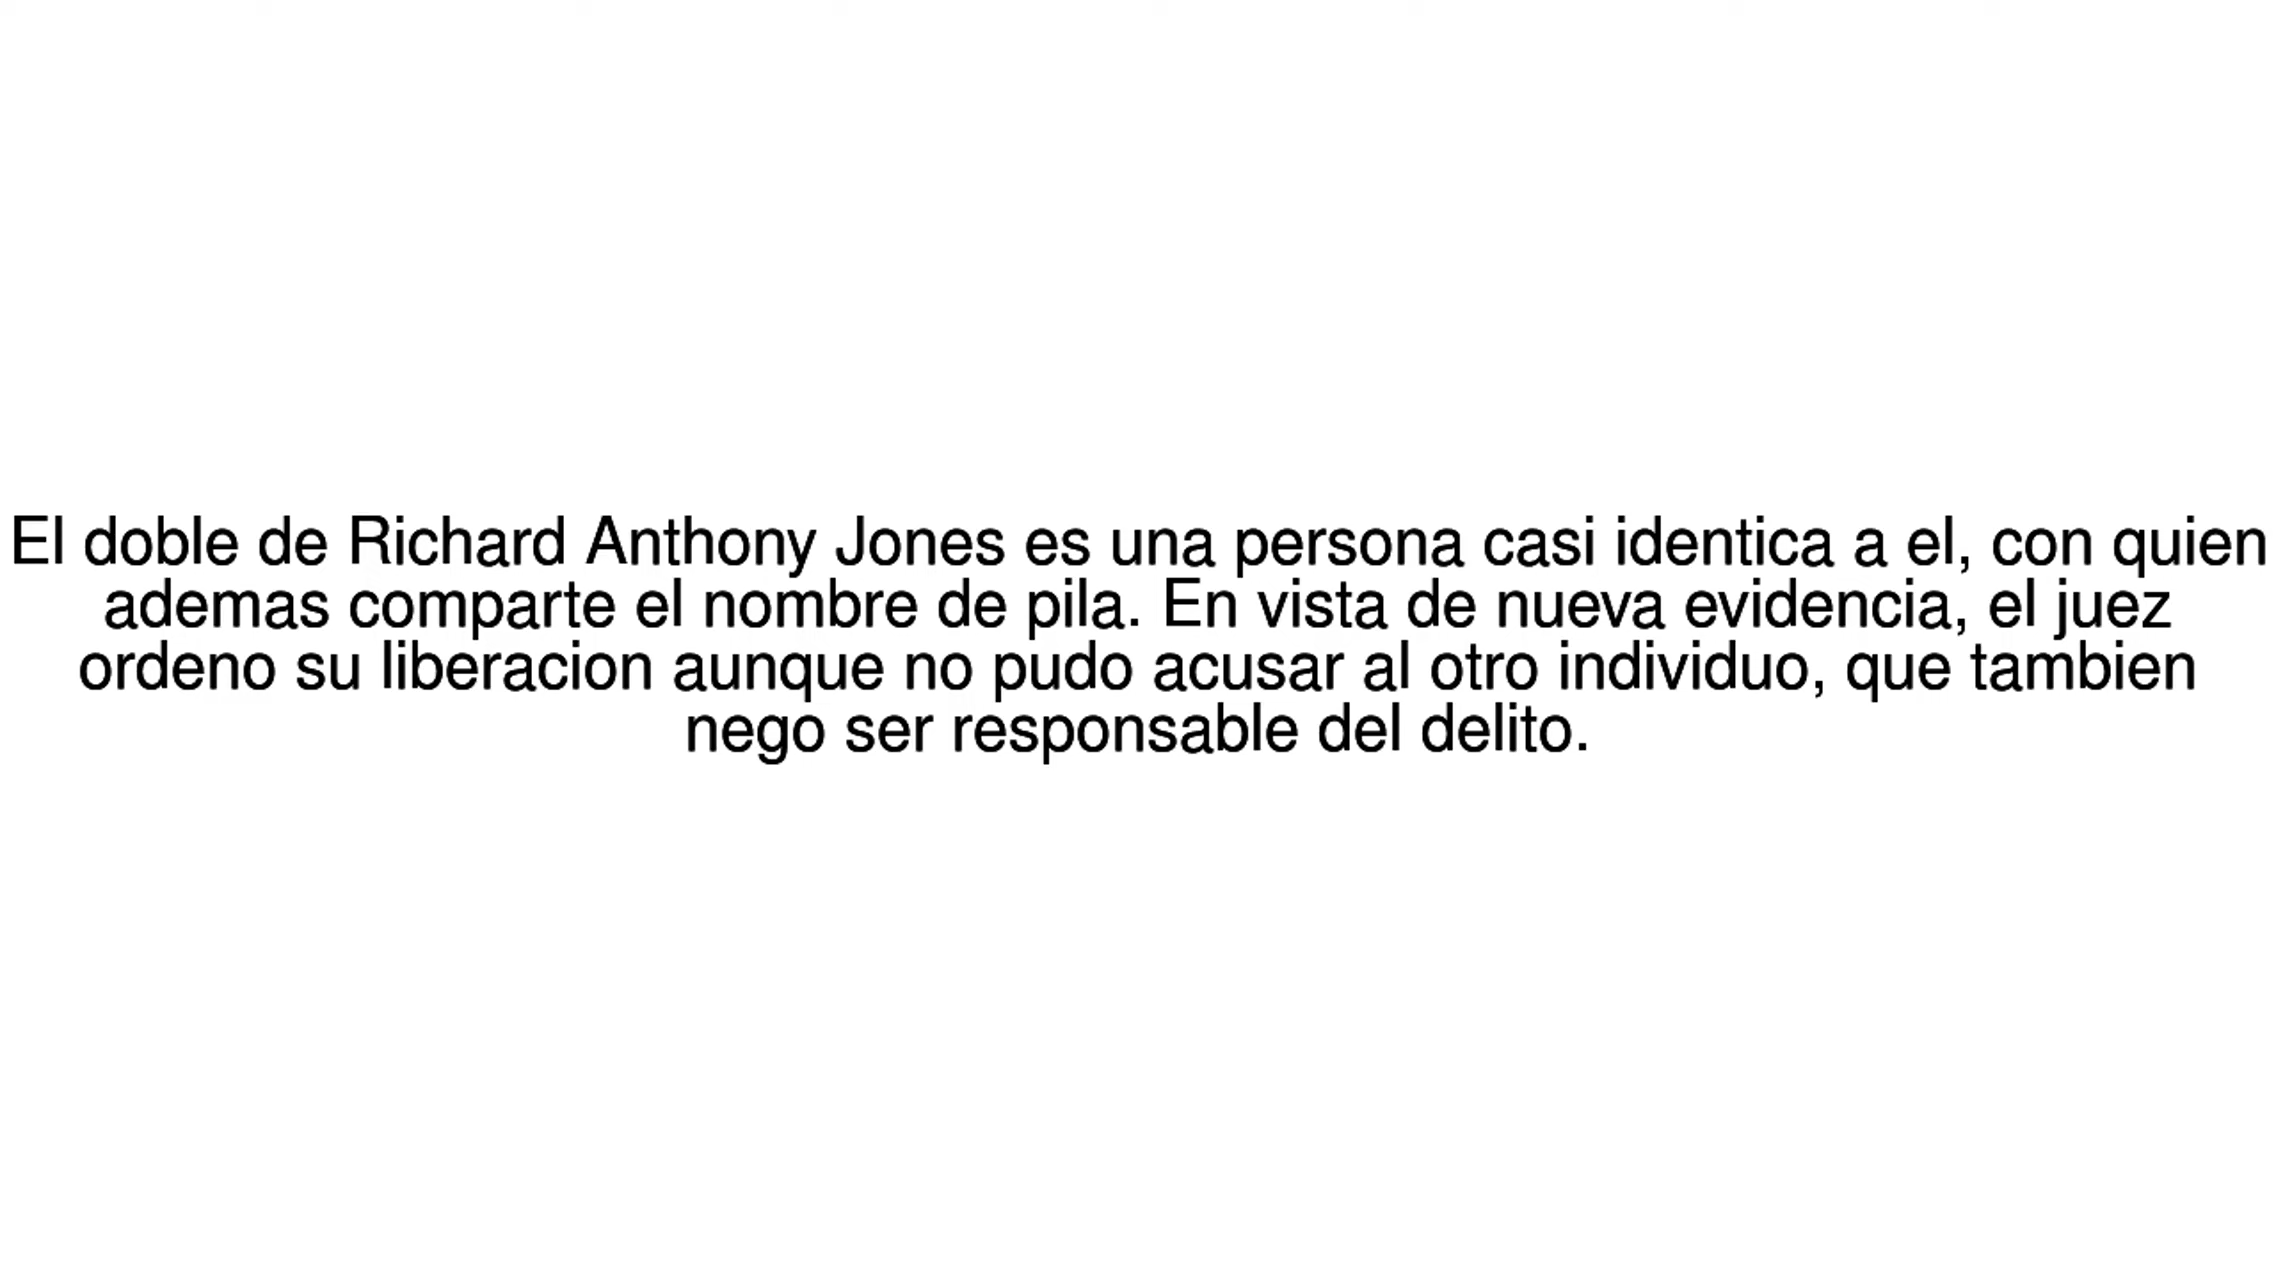 El doble de Richard Anthony Jones es una persona casi identica a el, con quien
ademas comparte el nombre de pila. En vista de nueva evidencia, el juez
ordeno su liberacion aunque no pudo acusar al otro individuo, que tambien
nego ser responsable del delito.